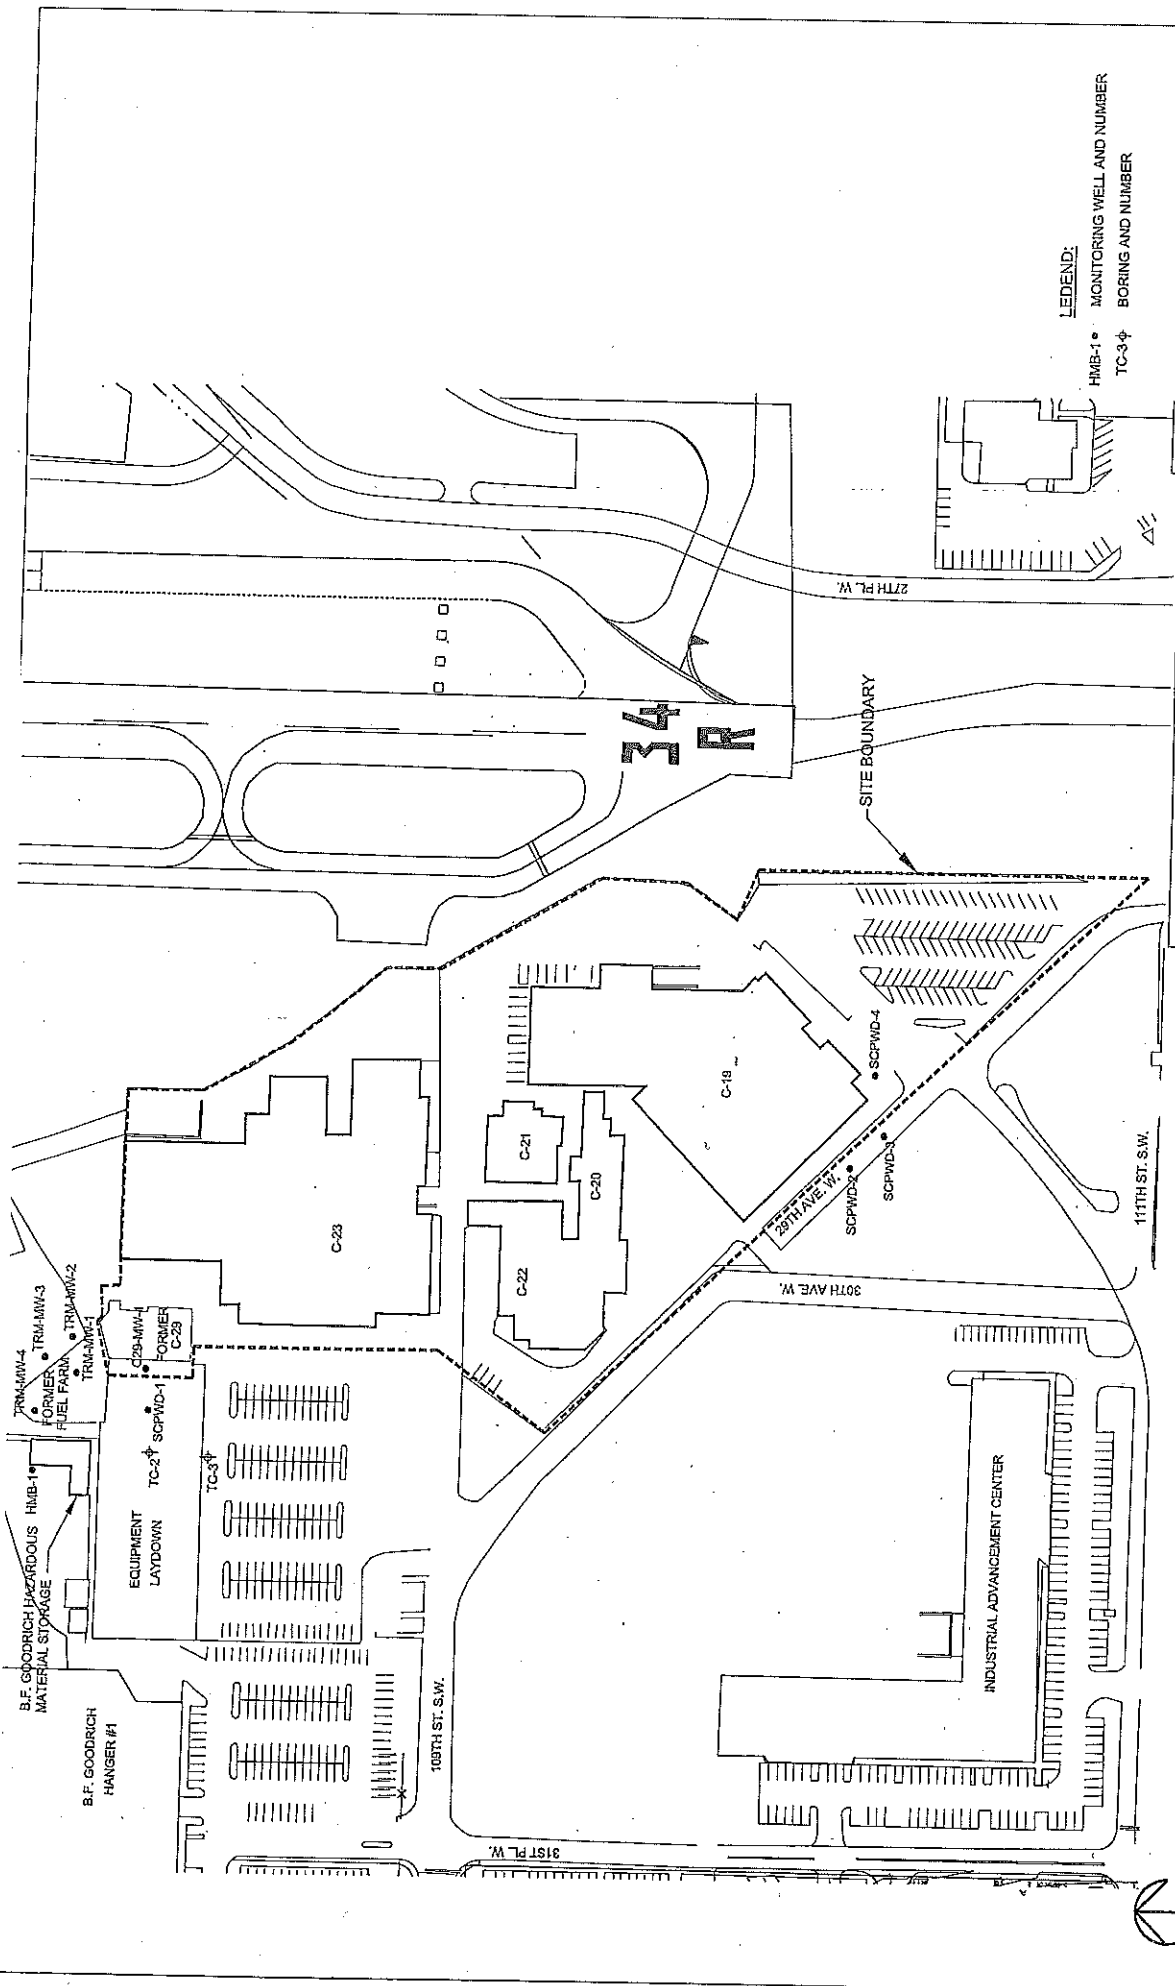 B.F. GOODRICH HAZARDOUS
MATERIAL STORAGE
HMB-1
B.F. GOODRICH
HANGER #1
TRM-MW-4
TRM-MW-3
FORMER
FUEL FARM
TRM-MW-2
TRM-MW-1
C29-MW-1
FORMER
C-29
SCPWD-1
TC-2
TC-3
EQUIPMENT
LAYDOWN
C-23
C-22
C-21
C-20
C-19
109TH ST. S.W.
31ST PL W.
INDUSTRIAL ADVANCEMENT CENTER
30TH AVE. W.
29TH AVE. W.
SCPWD-2
SCPWD-3
SCPWD-4
111TH ST. S.W.
SITE BOUNDARY
34
R
27TH PL W.
LEDEND:
HMB-1 MONITORING WELL AND NUMBER
TC-3 BORING AND NUMBER